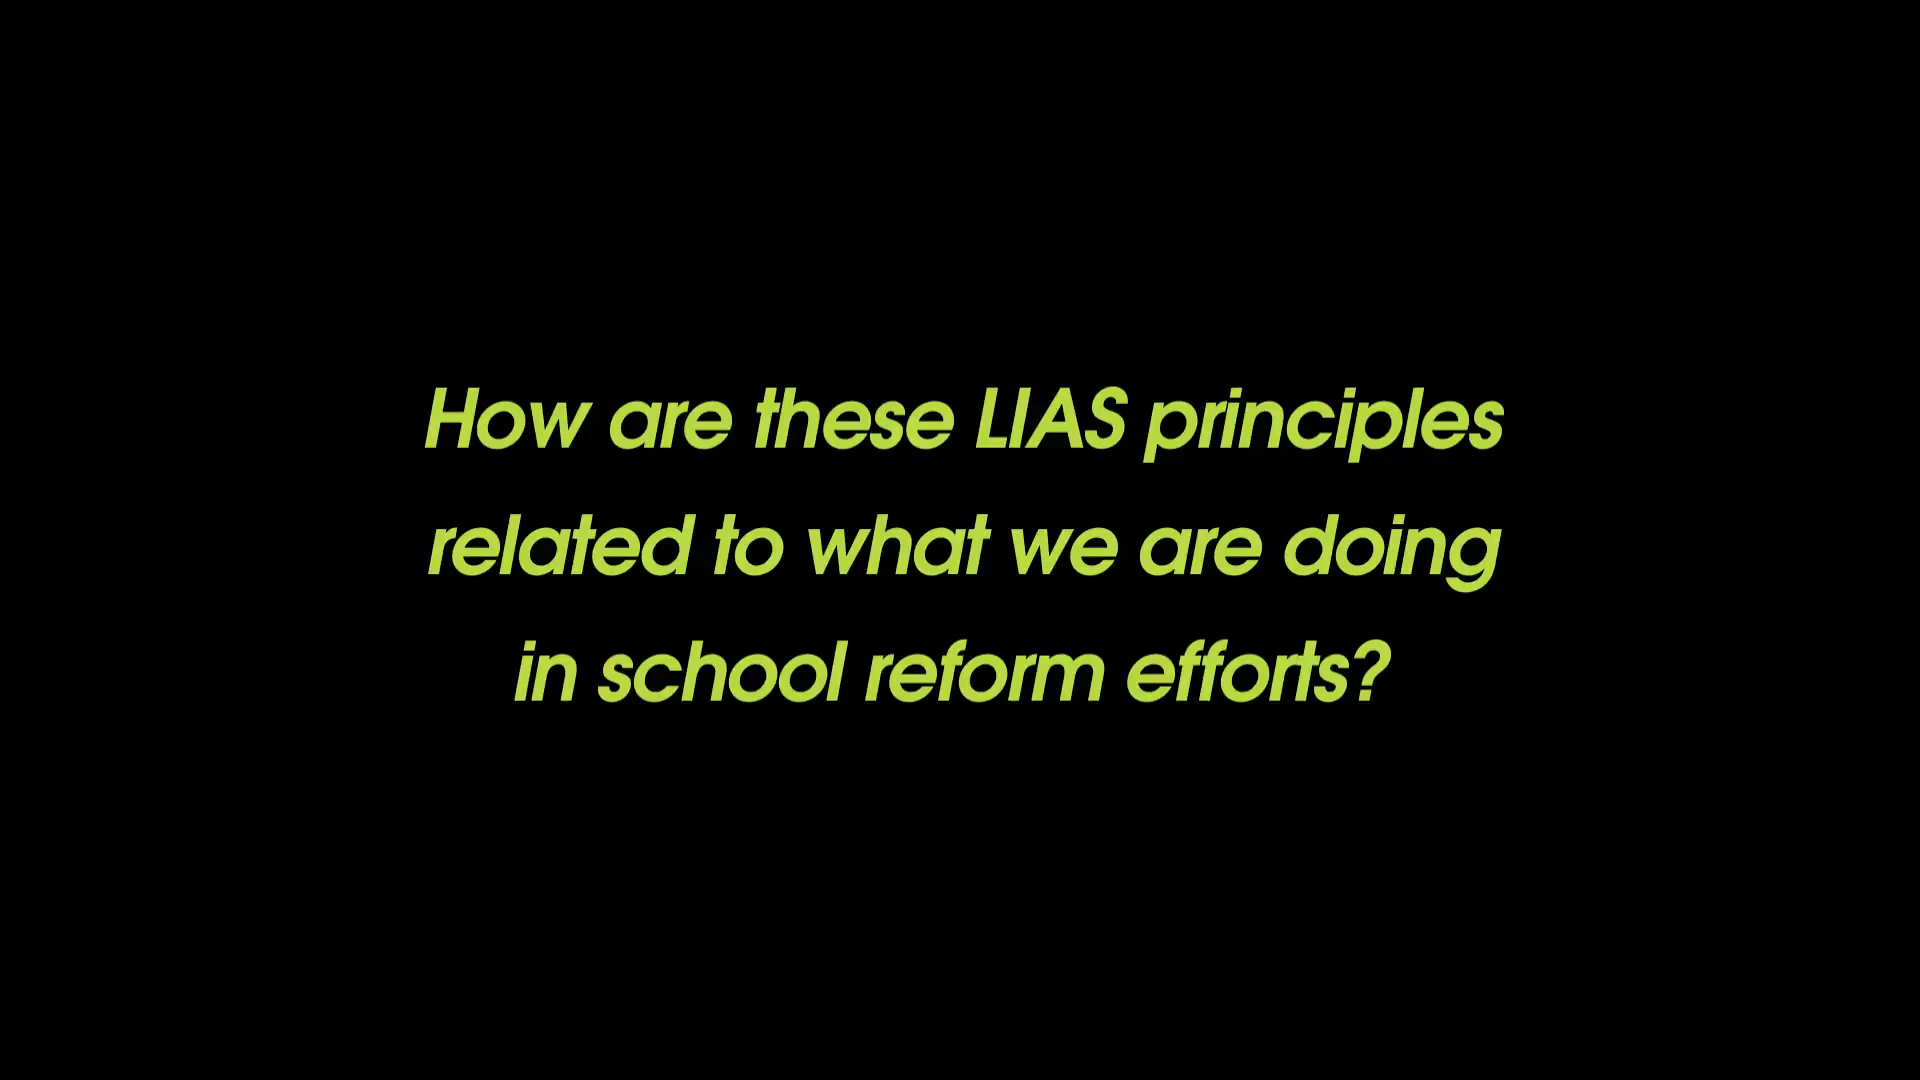 How are these LIAS principles
related to what we are doing
in school reform efforts?